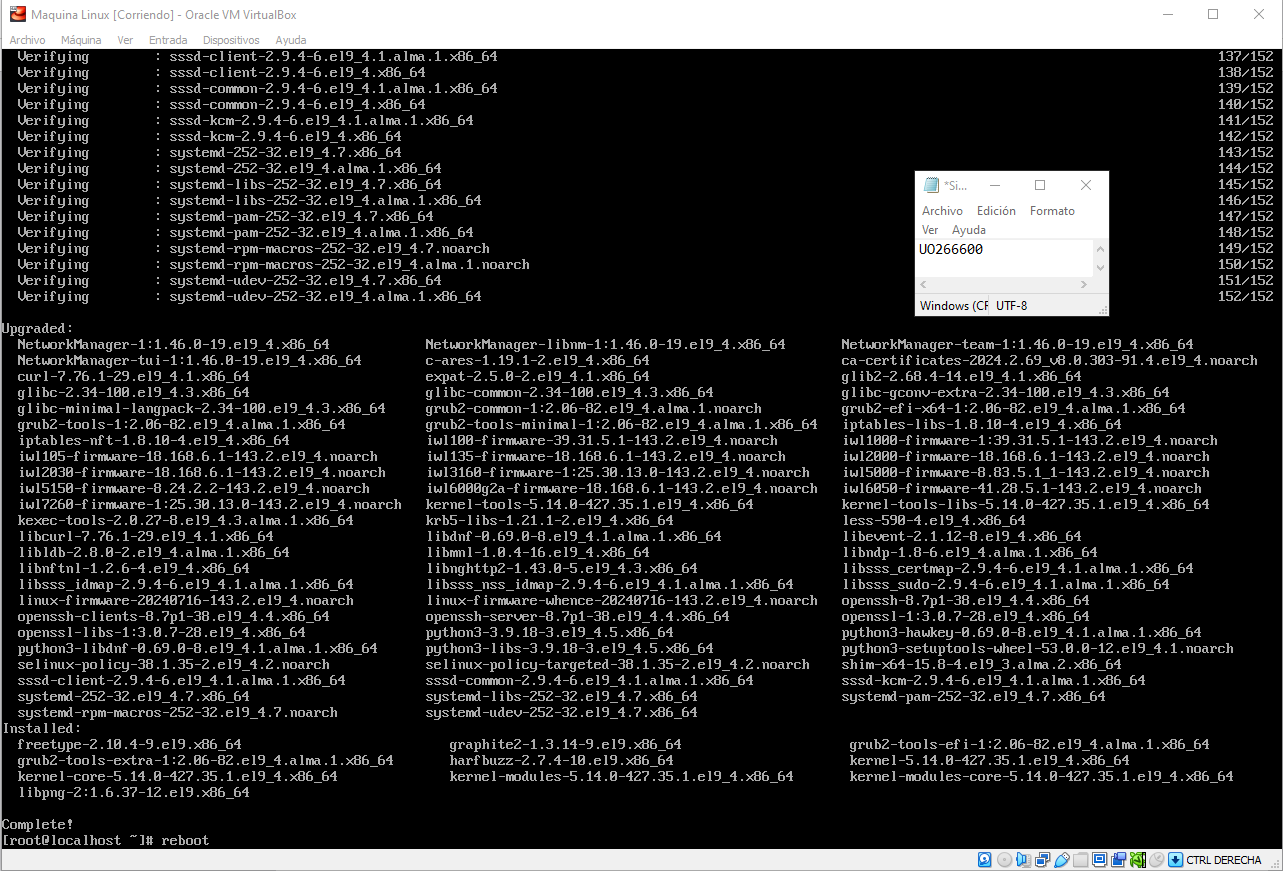 Maquina Linux [Corriendo] - Oracle VM VirtualBox
Archivo Máquina Ver Entrada Dispositivos Ayuda
Verifying : sssd-client-2.9.4-6.el9_4.1.alma.1.x86_64 137/152
Verifying : sssd-client-2.9.4-6.el9_4.x86_64 138/152
Verifying : sssd-common-2.9.4-6.el9_4.1.alma.1.x86_64 139/152
Verifying : sssd-common-2.9.4-6.el9_4.x86_64 140/152
Verifying : sssd-kcm-2.9.4-6.el9_4.1.alma.1.x86_64 141/152
Verifying : sssd-kcm-2.9.4-6.el9_4.x86_64 142/152
Verifying : systemd-252-32.el9_4.7.x86_64 143/152
Verifying : systemd-252-32.el9_4.alma.1.x86_64 144/152
Verifying : systemd-libs-252-32.el9_4.7.x86_64 145/152
Verifying : systemd-libs-252-32.el9_4.alma.1.x86_64 146/152
Verifying : systemd-pam-252-32.el9_4.7.x86_64 147/152
Verifying : systemd-pam-252-32.el9_4.alma.1.x86_64 148/152
Verifying : systemd-rpm-macros-252-32.el9_4.7.noarch 149/152
Verifying : systemd-rpm-macros-252-32.el9_4.alma.1.noarch 150/152
Verifying : systemd-udev-252-32.el9_4.7.x86_64 151/152
Verifying : systemd-udev-252-32.el9_4.alma.1.x86_64 152/152
*Si...
Archivo Edición Formato
Ver Ayuda
UO266600
Windows (CF UTF-8
Upgraded:
NetworkManager-1:1.46.0-19.el9_4.x86_64 NetworkManager-libnm-1:1.46.0-19.el9_4.x86_64 NetworkManager-team-1:1.46.0-19.el9_4.x86_64
NetworkManager-tui-1:1.46.0-19.el9_4.x86_64 c-ares-1.19.1-2.el9_4.x86_64 ca-certificates-2024.2.69_v8.0.303-91.4.el9_4.noarch
curl-7.76.1-29.el9_4.1.x86_64 expat-2.5.0-2.el9_4.1.x86_64 glib2-2.68.4-14.el9_4.1.x86_64
glibc-2.34-100.el9_4.3.x86_64 glibc-common-2.34-100.el9_4.3.x86_64 glibc-gconv-extra-2.34-100.el9_4.3.x86_64
glibc-minimal-langpack-2.34-100.el9_4.3.x86_64 grub2-common-1:2.06-82.el9_4.alma.1.noarch grub2-efi-x64-1:2.06-82.el9_4.alma.1.x86_64
grub2-tools-1:2.06-82.el9_4.alma.1.x86_64 grub2-tools-minimal-1:2.06-82.el9_4.alma.1.x86_64 iptables-libs-1.8.10-4.el9_4.x86_64
iptables-nft-1.8.10-4.el9_4.x86_64 iwl100-firmware-39.31.5.1-143.2.el9_4.noarch iwl1000-firmware-1:39.31.5.1-143.2.el9_4.noarch
iwl105-firmware-18.168.6.1-143.2.el9_4.noarch iwl135-firmware-18.168.6.1-143.2.el9_4.noarch iwl2000-firmware-18.168.6.1-143.2.el9_4.noarch
iwl2030-firmware-18.168.6.1-143.2.el9_4.noarch iwl3160-firmware-1:25.30.13.0-143.2.el9_4.noarch iwl5000-firmware-8.83.5.1_1-143.2.el9_4.noarch
iwl5150-firmware-8.24.2.2-143.2.el9_4.noarch iwl6000g2a-firmware-18.168.6.1-143.2.el9_4.noarch iwl6050-firmware-41.28.5.1-143.2.el9_4.noarch
iwl7260-firmware-1:25.30.13.0-143.2.el9_4.noarch kernel-tools-5.14.0-427.35.1.el9_4.x86_64 kernel-tools-libs-5.14.0-427.35.1.el9_4.x86_64
kexec-tools-2.0.27-8.el9_4.3.alma.1.x86_64 krb5-libs-1.21.1-2.el9_4.x86_64 less-590-4.el9_4.x86_64
libcurl-7.76.1-29.el9_4.1.x86_64 libdnf-0.69.0-8.el9_4.1.alma.1.x86_64 libevent-2.1.12-8.el9_4.x86_64
libldb-2.8.0-2.el9_4.alma.1.x86_64 libmnl-1.0.4-16.el9_4.x86_64 libndp-1.8-6.el9_4.alma.1.x86_64
libnftnl-1.2.6-4.el9_4.x86_64 libnghttp2-1.43.0-5.el9_4.3.x86_64 libsss_certmap-2.9.4-6.el9_4.1.alma.1.x86_64
libsss_idmap-2.9.4-6.el9_4.1.alma.1.x86_64 libsss_nss_idmap-2.9.4-6.el9_4.1.alma.1.x86_64 libsss_sudo-2.9.4-6.el9_4.1.alma.1.x86_64
linux-firmware-20240716-143.2.el9_4.noarch linux-firmware-whence-20240716-143.2.el9_4.noarch openssh-8.7p1-38.el9_4.4.x86_64
openssh-clients-8.7p1-38.el9_4.4.x86_64 openssh-server-8.7p1-38.el9_4.4.x86_64 openssl-1:3.0.7-28.el9_4.x86_64
openssl-libs-1:3.0.7-28.el9_4.x86_64 python3-3.9.18-3.el9_4.5.x86_64 python3-hawkey-0.69.0-8.el9_4.1.alma.1.x86_64
python3-libdnf-0.69.0-8.el9_4.1.alma.1.x86_64 python3-libs-3.9.18-3.el9_4.5.x86_64 python3-setuptools-wheel-53.0.0-12.el9_4.1.noarch
selinux-policy-38.1.35-2.el9_4.2.noarch selinux-policy-targeted-38.1.35-2.el9_4.2.noarch shim-x64-15.8-4.el9_3.alma.2.x86_64
sssd-client-2.9.4-6.el9_4.1.alma.1.x86_64 sssd-common-2.9.4-6.el9_4.1.alma.1.x86_64 sssd-kcm-2.9.4-6.el9_4.1.alma.1.x86_64
systemd-252-32.el9_4.7.x86_64 systemd-libs-252-32.el9_4.7.x86_64 systemd-pam-252-32.el9_4.7.x86_64
systemd-rpm-macros-252-32.el9_4.7.noarch systemd-udev-252-32.el9_4.7.x86_64
Installed:
freetype-2.10.4-9.el9.x86_64 graphite2-1.3.14-9.el9.x86_64 grub2-tools-efi-1:2.06-82.el9_4.alma.1.x86_64
grub2-tools-extra-1:2.06-82.el9_4.alma.1.x86_64 harfbuzz-2.7.4-10.el9.x86_64 kernel-5.14.0-427.35.1.el9_4.x86_64
kernel-core-5.14.0-427.35.1.el9_4.x86_64 kernel-modules-5.14.0-427.35.1.el9_4.x86_64 kernel-modules-core-5.14.0-427.35.1.el9_4.x86_64
libpng-2:1.6.37-12.el9.x86_64
Complete!
[root@localhost ~]# reboot
CTRL DERECHA